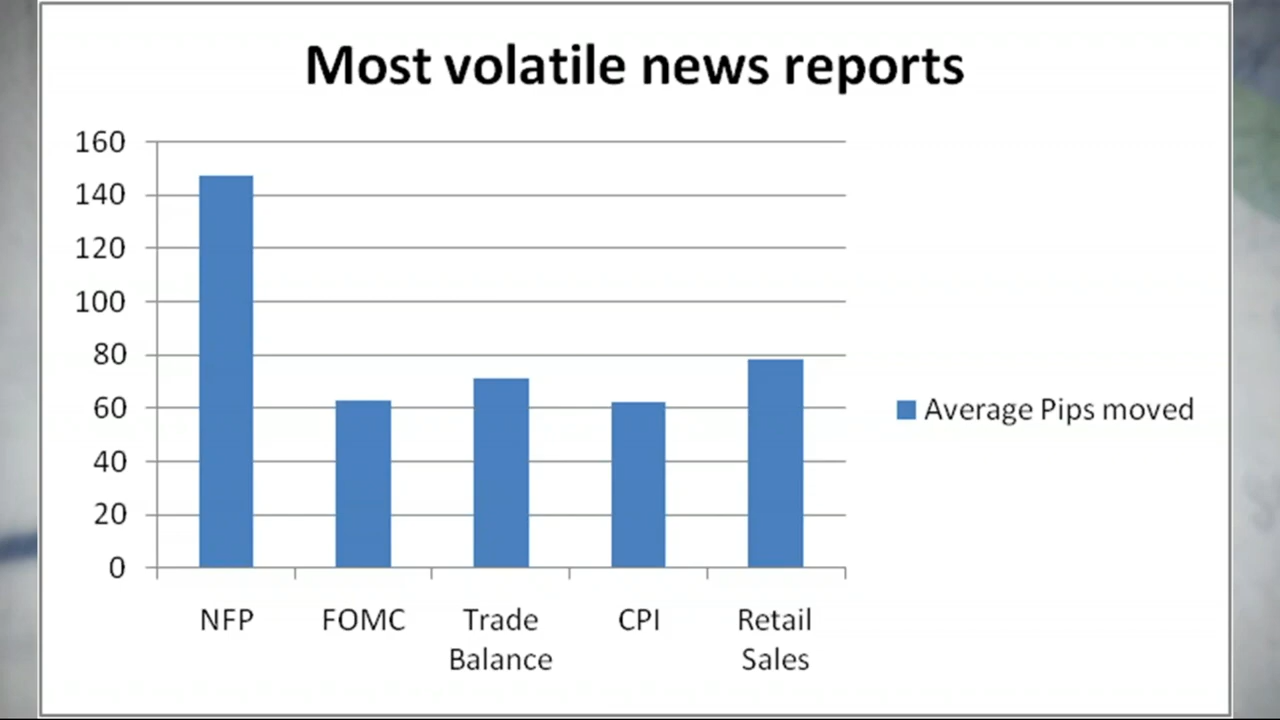 Most volatile news reports
160
140
120
100
80
60
40
20
0
NFP
FOMC
Trade
Balance
CPI
Retail
Sales
Average Pips moved